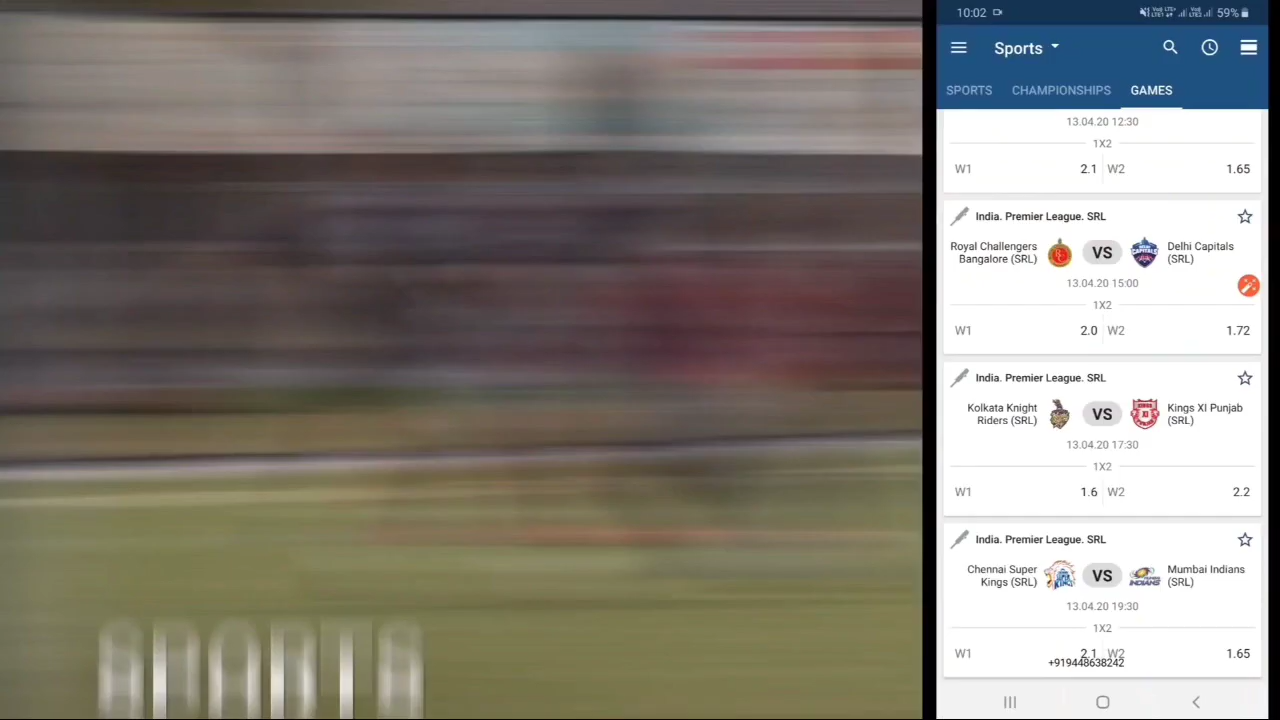 SPORTS
10:02
59%
Sports
SPORTS CHAMPIONSHIPS GAMES
13.04.20 12:30
1X2
W1 2.1 W2 1.65
India. Premier League. SRL
Royal Challengers
Bangalore (SRL)
VS
Delhi Capitals
(SRL)
13.04.20 15:00
1X2
W1 2.0 W2 1.72
India. Premier League. SRL
Kolkata Knight
Riders (SRL)
VS
Kings XI Punjab
(SRL)
13.04.20 17:30
1X2
W1 1.6 W2 2.2
India. Premier League. SRL
Chennai Super
Kings (SRL)
VS
Mumbai Indians
(SRL)
13.04.20 19:30
1X2
W1 2.1 W2 1.65
+919448638242